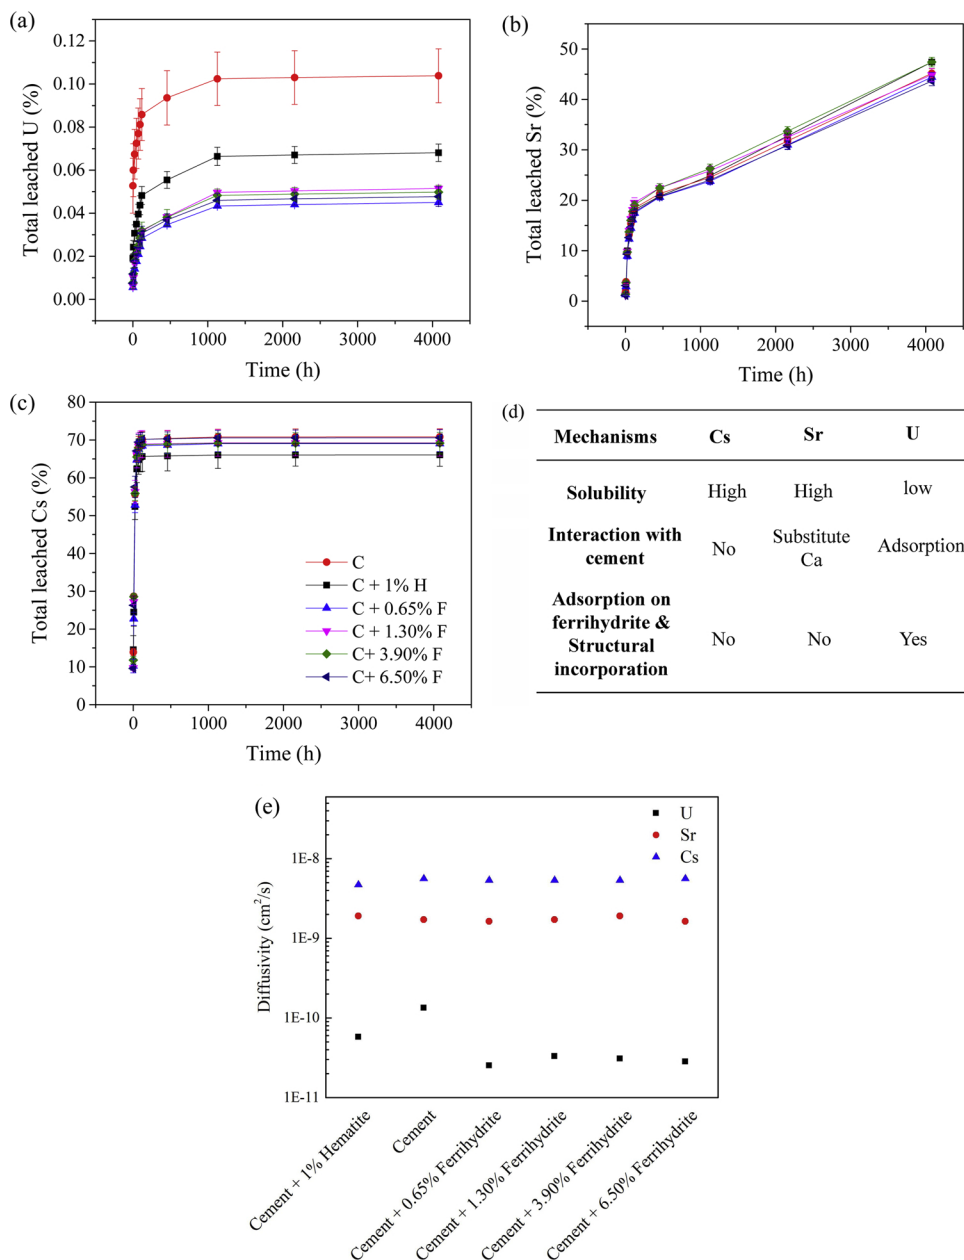 (a)
0.12
0.10
0.08
0.06
0.04
0.02
0.00
Total leached U (%)
0
1000
2000
3000
4000
Time (h)
(b)
50
40
30
20
10
0
Total leached Sr (%)
0
1000
2000
3000
4000
Time (h)
(c)
80
70
60
50
40
30
20
10
0
Total leached Cs (%)
C
C + 1% H
C + 0.65% F
C + 1.30% F
C+ 3.90% F
C+ 6.50% F
0
1000
2000
3000
4000
Time (h)
(d)
Mechanisms Cs Sr U
Solubility High High low
Interaction with
cement
No
Substitute
Ca
Adsorption
Adsorption on
ferrihydrite &
Structural
incorporation
No No Yes
(e)
U
Sr
Cs
1E-8
1E-9
1E-10
1E-11
Diffusivity (cm²/s)
Cement + 1% Hematite
Cement
Cement + 0.65% Ferrihydrite
Cement + 1.30% Ferrihydrite
Cement + 3.90% Ferrihydrite
Cement + 6.50% Ferrihydrite